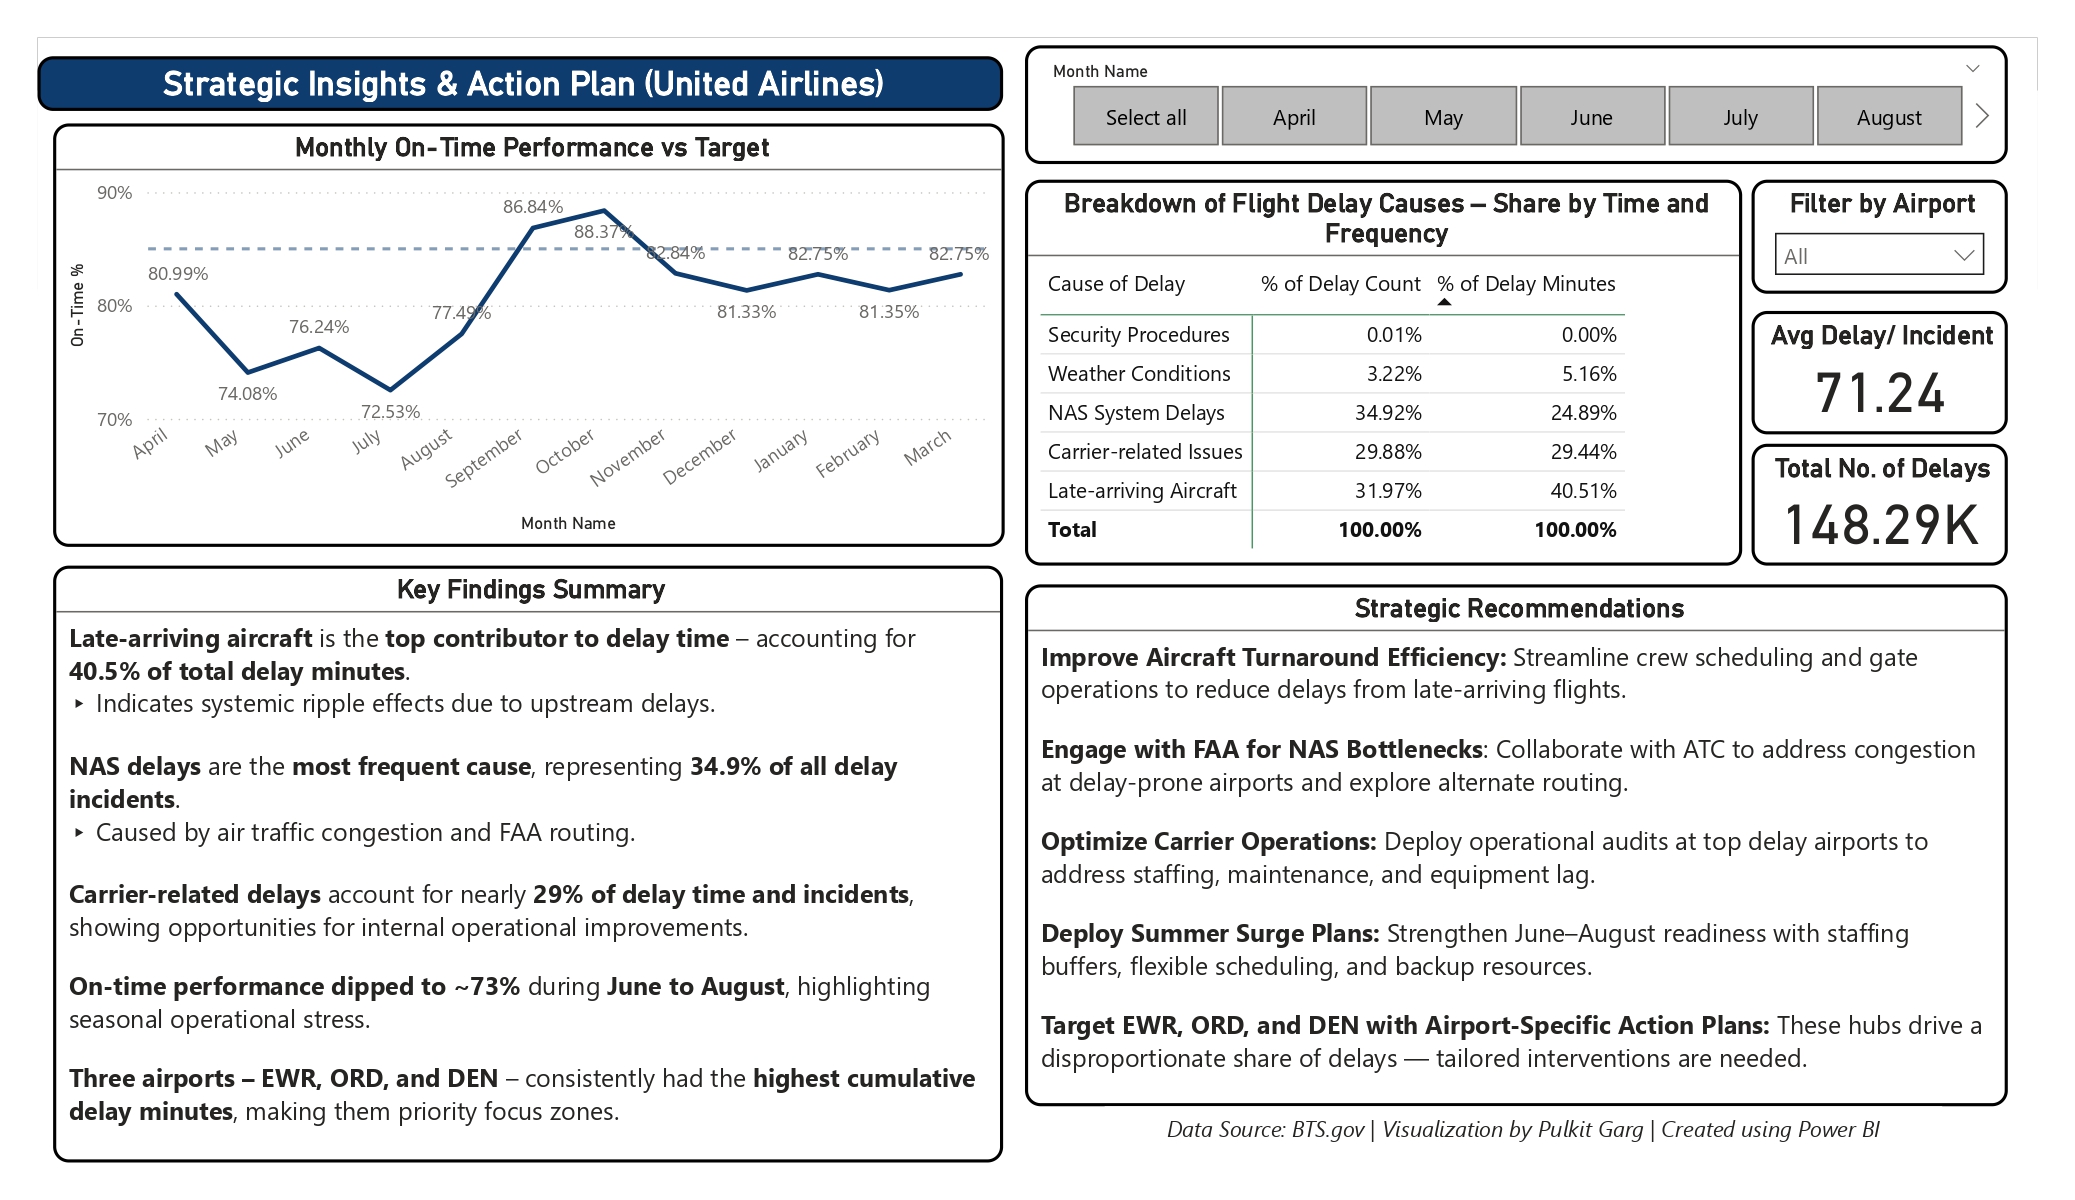 Strategic Insights & Action Plan (United Airlines)
Monthly On-Time Performance vs Target
On-Time %
90%
80%
70%
80.99%
74.08%
76.24%
72.53%
77.49%
86.84%
88.37%
82.84%
81.33%
82.75%
81.35%
82.75%
April
May
June
July
August
September
October
November
December
January
February
March
Month Name
Key Findings Summary
Late-arriving aircraft is the top contributor to delay time – accounting for
40.5% of total delay minutes.
‣ Indicates systemic ripple effects due to upstream delays.
NAS delays are the most frequent cause, representing 34.9% of all delay
incidents.
‣ Caused by air traffic congestion and FAA routing.
Carrier-related delays account for nearly 29% of delay time and incidents,
showing opportunities for internal operational improvements.
On-time performance dipped to ~73% during June to August, highlighting
seasonal operational stress.
Three airports – EWR, ORD, and DEN – consistently had the highest cumulative
delay minutes, making them priority focus zones.
Month Name
Select all
April
May
June
July
August
Breakdown of Flight Delay Causes – Share by Time and
Frequency
Cause of Delay % of Delay Count % of Delay Minutes
Security Procedures 0.01% 0.00%
Weather Conditions 3.22% 5.16%
NAS System Delays 34.92% 24.89%
Carrier-related Issues 29.88% 29.44%
Late-arriving Aircraft 31.97% 40.51%
Total 100.00% 100.00%
Filter by Airport
All
Avg Delay/ Incident
71.24
Total No. of Delays
148.29K
Strategic Recommendations
Improve Aircraft Turnaround Efficiency: Streamline crew scheduling and gate
operations to reduce delays from late-arriving flights.
Engage with FAA for NAS Bottlenecks: Collaborate with ATC to address congestion
at delay-prone airports and explore alternate routing.
Optimize Carrier Operations: Deploy operational audits at top delay airports to
address staffing, maintenance, and equipment lag.
Deploy Summer Surge Plans: Strengthen June–August readiness with staffing
buffers, flexible scheduling, and backup resources.
Target EWR, ORD, and DEN with Airport-Specific Action Plans: These hubs drive a
disproportionate share of delays — tailored interventions are needed.
Data Source: BTS.gov | Visualization by Pulkit Garg | Created using Power BI